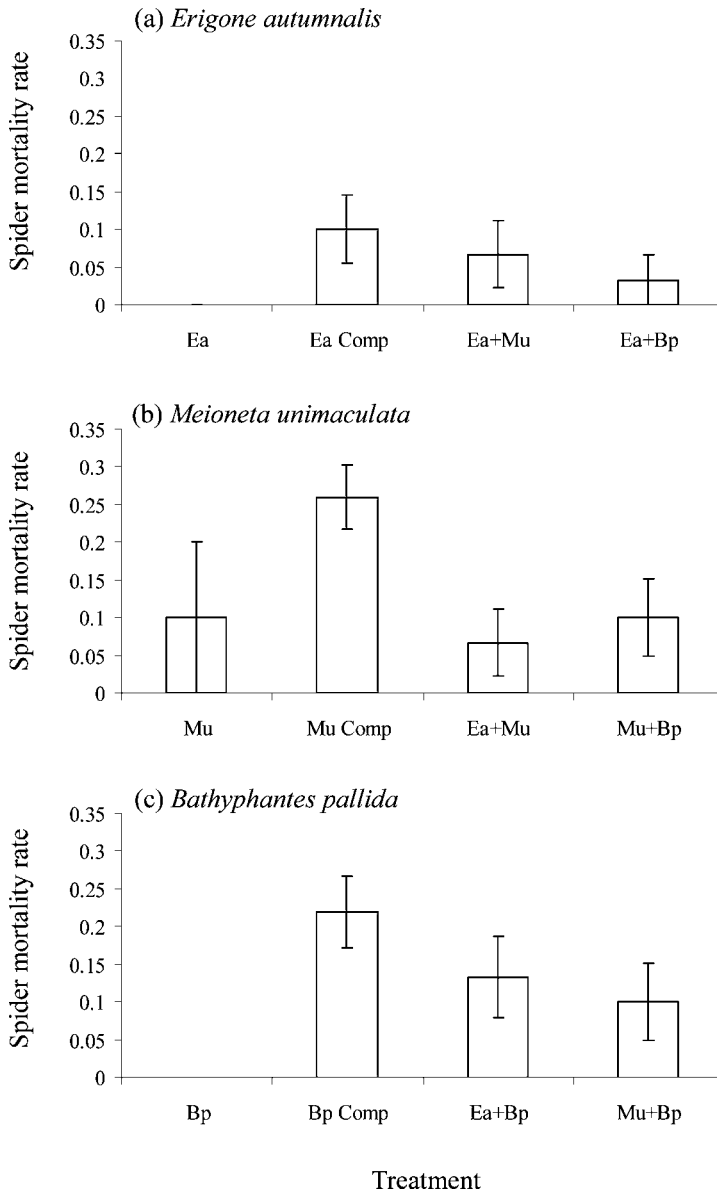 (a) Erigone autumnalis
Spider mortality rate
0.35
0.3
0.25
0.2
0.15
0.1
0.05
0
Ea
Ea Comp
Ea+Mu
Ea+Bp
(b) Meioneta unimaculata
Spider mortality rate
0.35
0.3
0.25
0.2
0.15
0.1
0.05
0
Mu
Mu Comp
Ea+Mu
Mu+Bp
(c) Bathyphantes pallida
Spider mortality rate
0.35
0.3
0.25
0.2
0.15
0.1
0.05
0
Bp
Bp Comp
Ea+Bp
Mu+Bp
Treatment